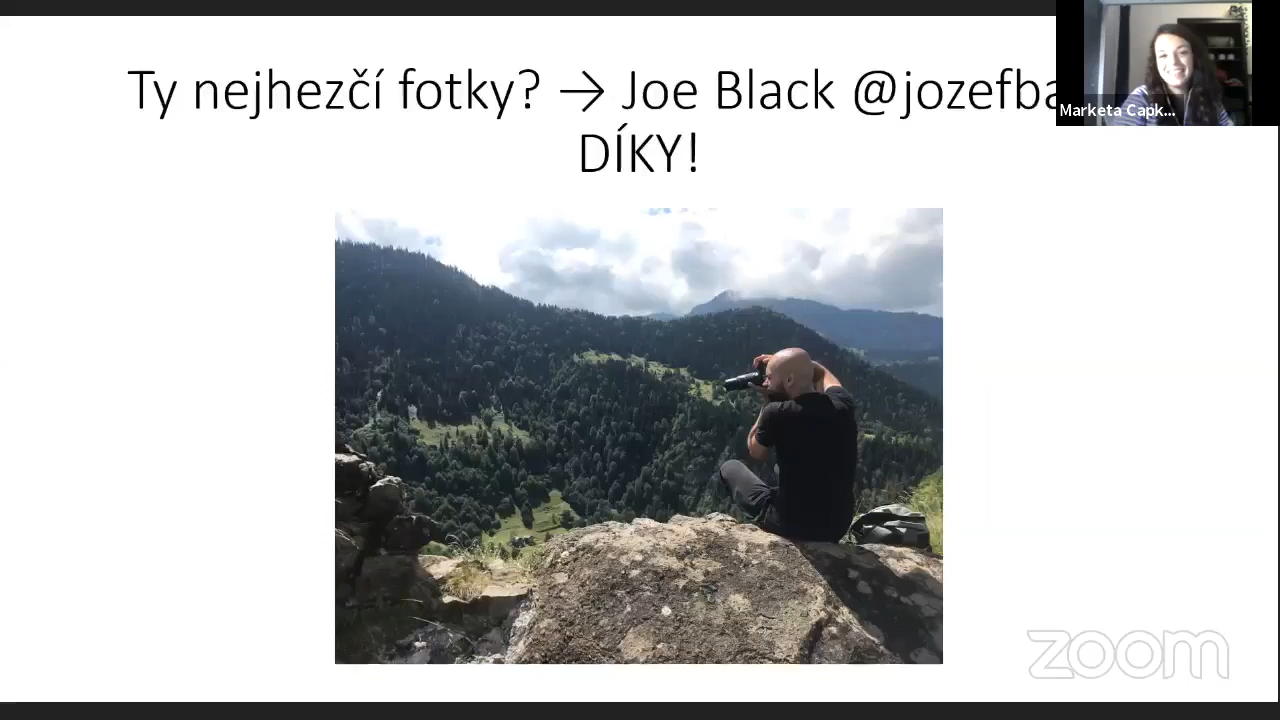 Ty nejhezčí fotky? → Joe Black @jozefba
DÍKY!
Marketa Capk...
zoom